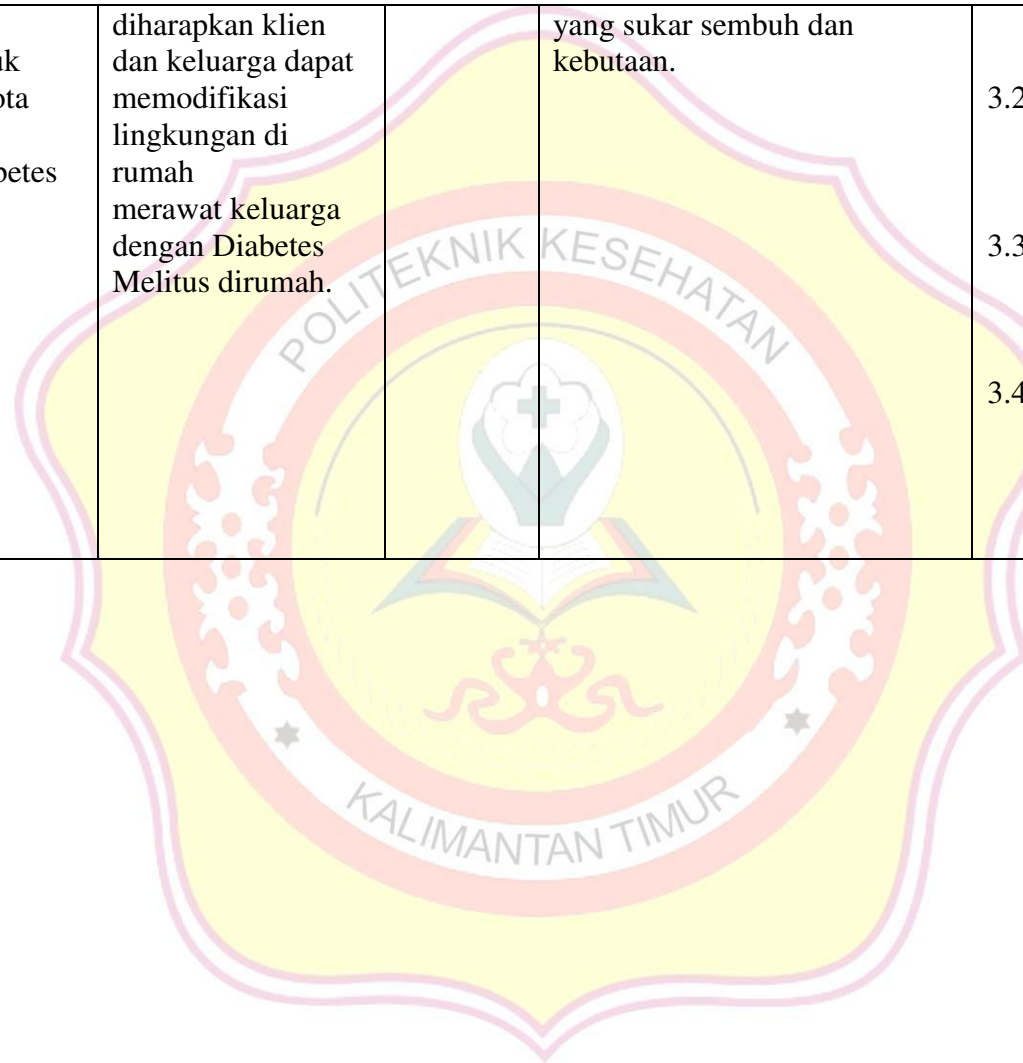 diharapkan klien
dan keluarga dapat
memodifikasi
lingkungan di
rumah
merawat keluarga
dengan Diabetes
Melitus dirumah.
yang sukar sembuh dan
kebutaan.
3.2
3.3
3.4
POLITEKNIK KESEHATAN
KALIMANTAN TIMUR